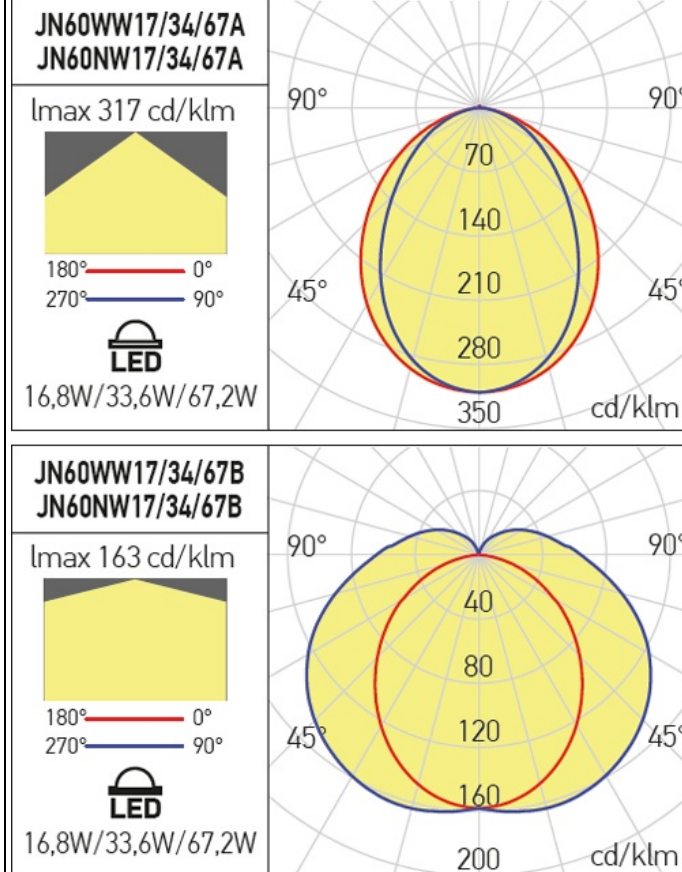 JN60WW17/34/67A
JN60NW17/34/67A
Imax 317 cd/klm
180° 0°
270° 90°
LED
16,8W/33,6W/67,2W
90° 90°
70
140
210
45° 45°
280
350 cd/klm
JN60WW17/34/67B
JN60NW17/34/67B
Imax 163 cd/klm
180° 0°
270° 90°
LED
16,8W/33,6W/67,2W
90° 90°
40
80
120
45° 45°
160
200 cd/klm